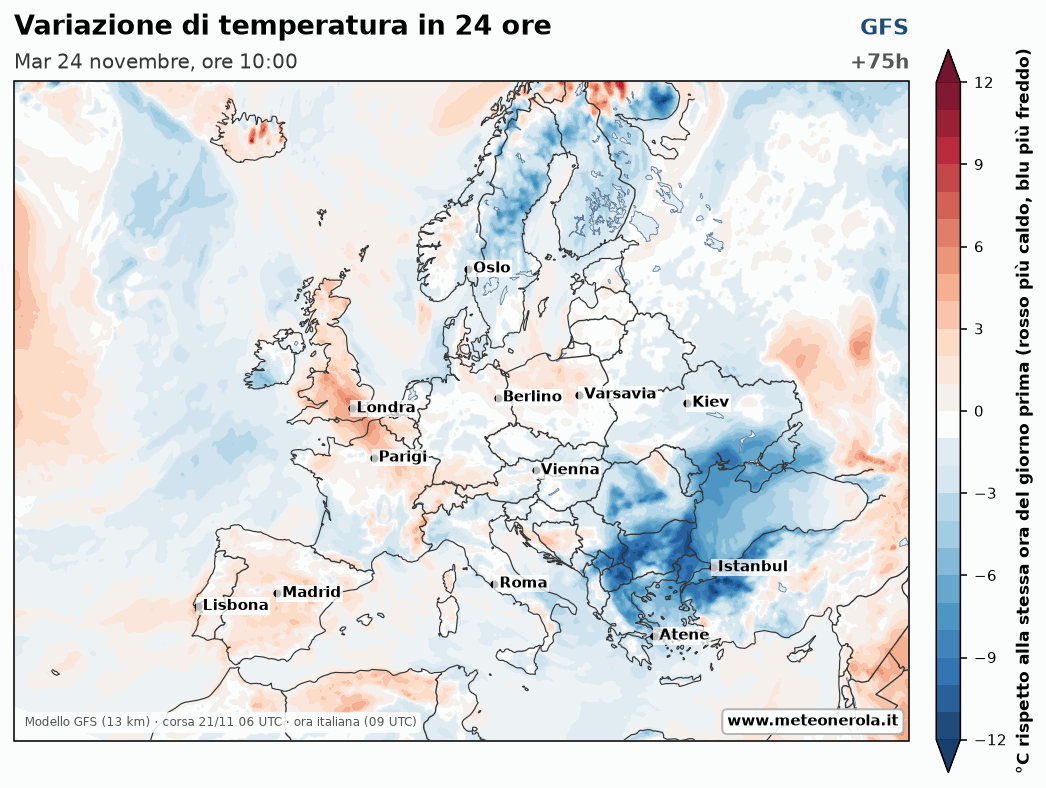 Variazione di temperatura in 24 ore
GFS
Mar 24 novembre, ore 10:00
+75h
Oslo
Londra
Berlino
Varsavia
Kiev
Parigi
Vienna
Istanbul
Roma
Madrid
Lisbona
Atene
Modello GFS (13 km) · corsa 21/11 06 UTC · ora italiana (09 UTC)
www.meteonerola.it
12
9
6
3
0
−3
−6
−9
−12
°C rispetto alla stessa ora del giorno prima (rosso più caldo, blu più freddo)